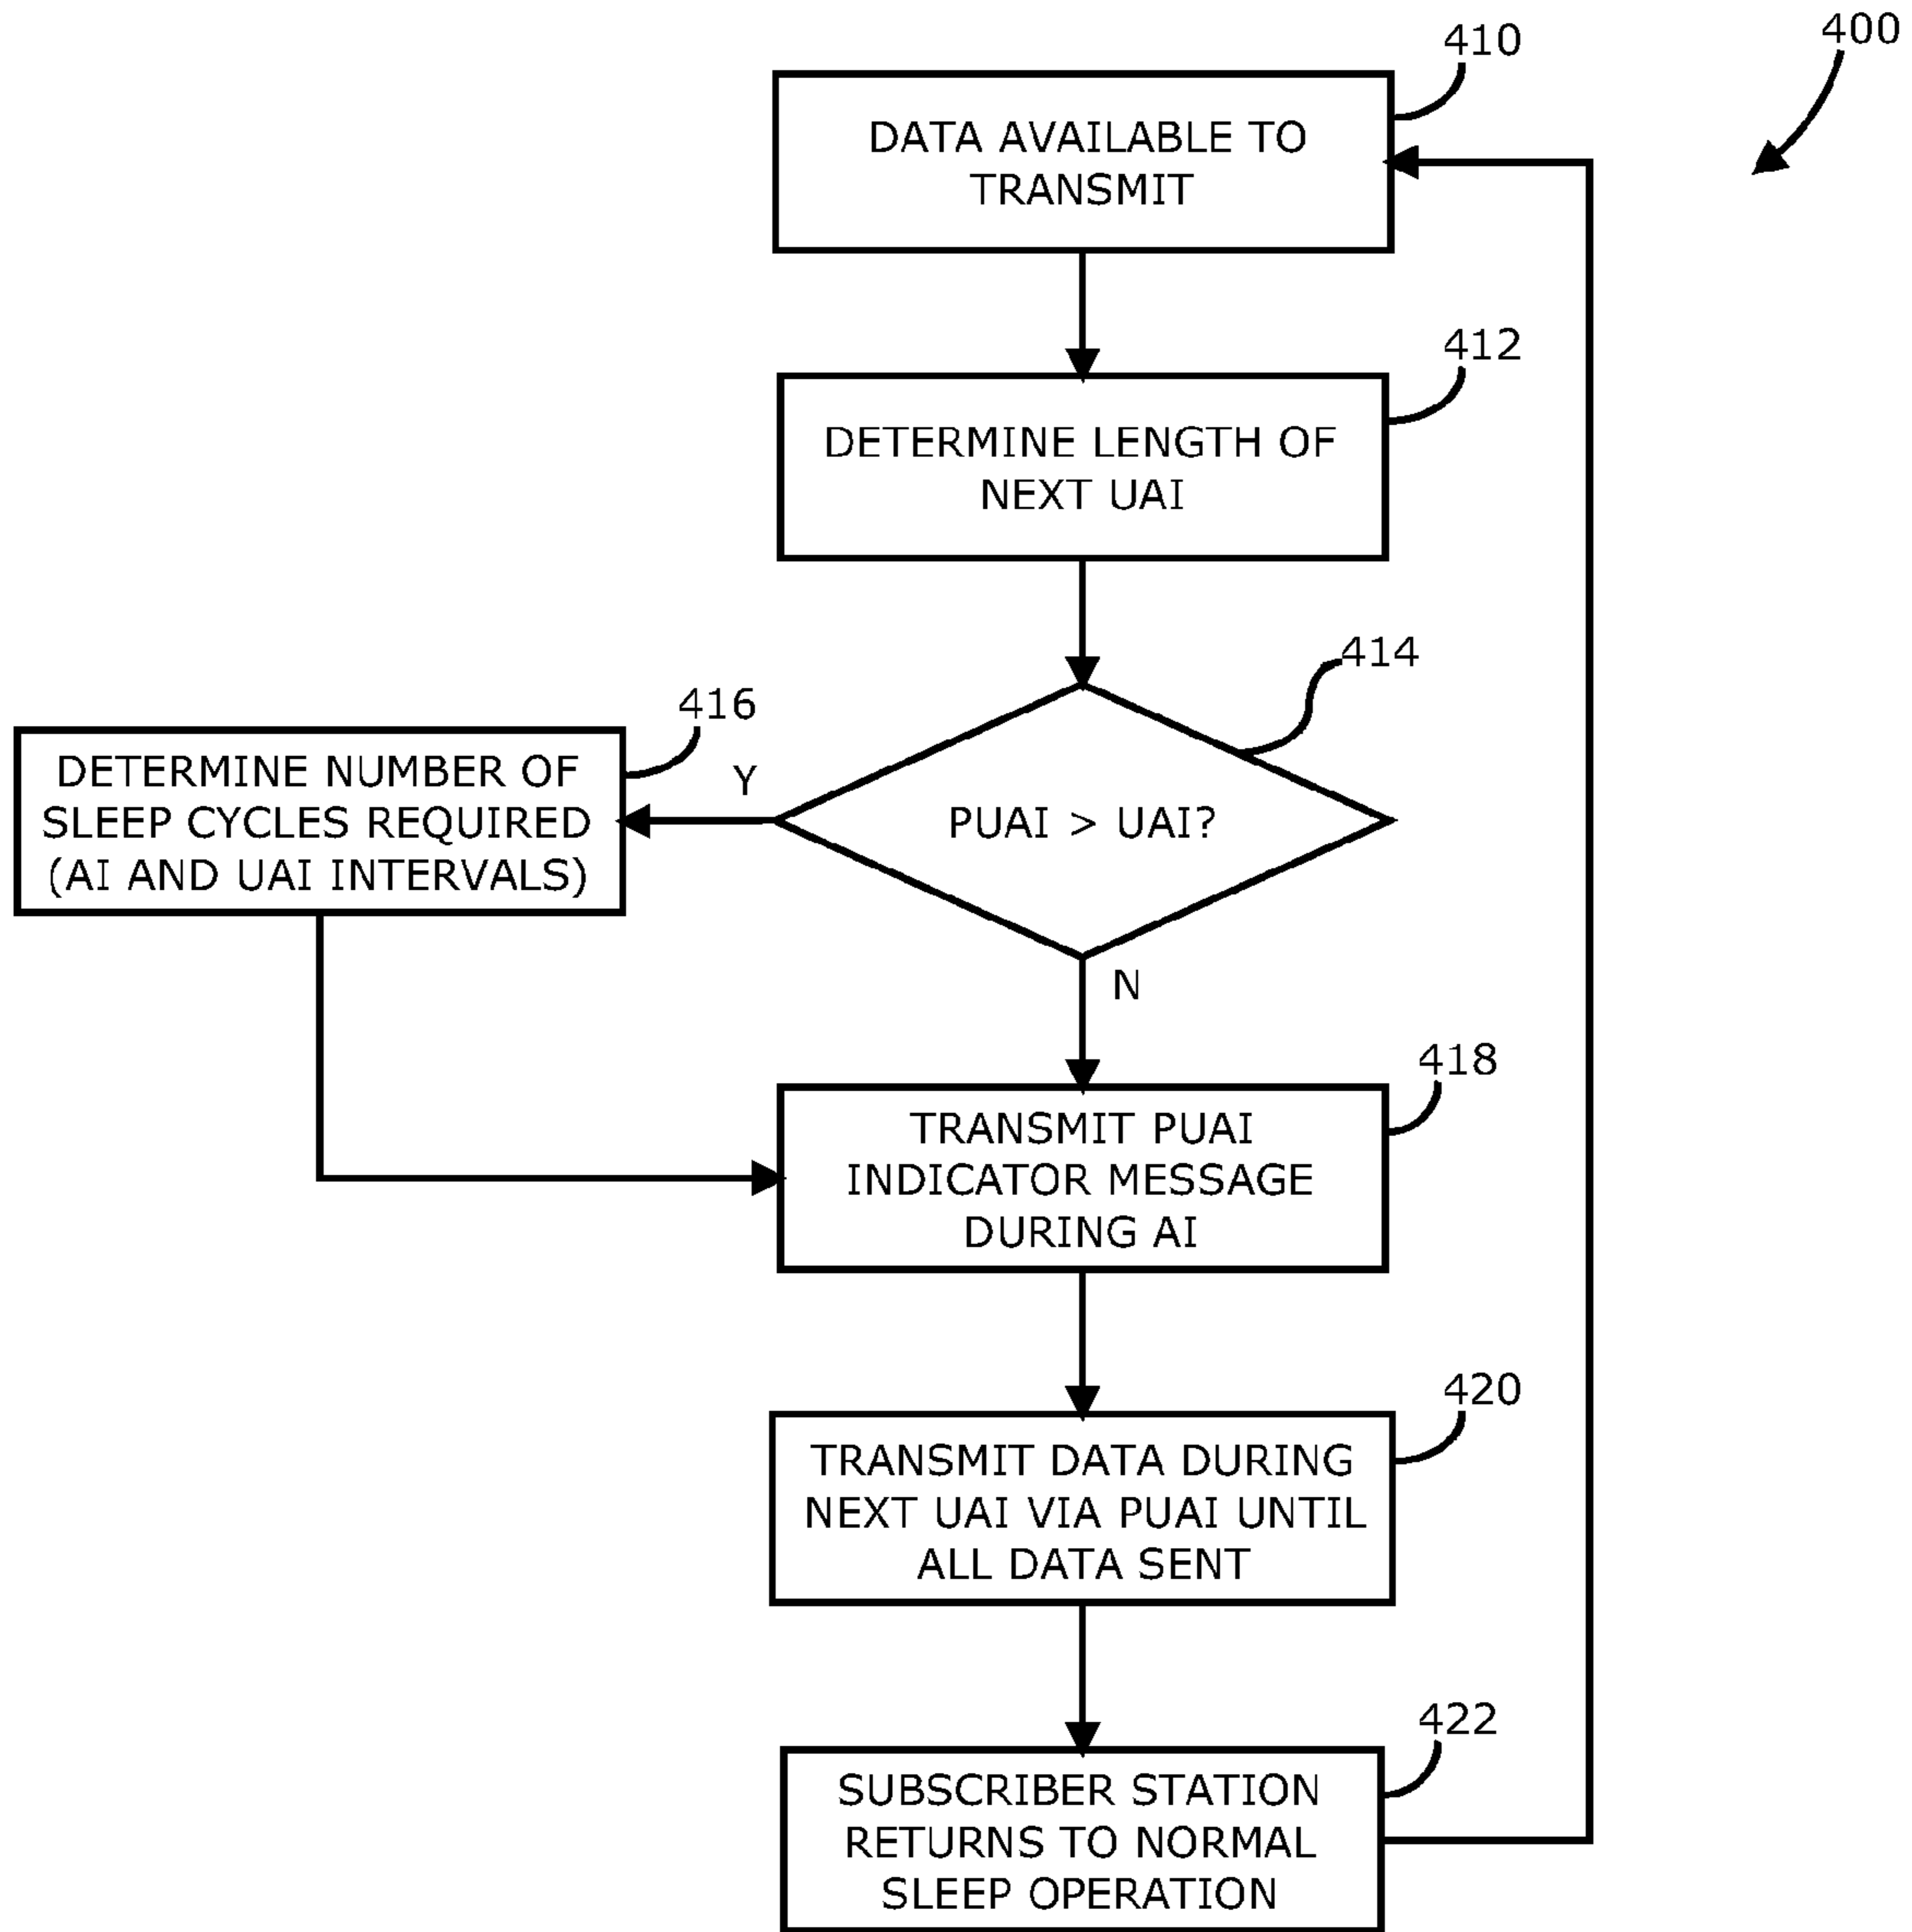 400
410
DATA AVAILABLE TO
TRANSMIT
412
DETERMINE LENGTH OF
NEXT UAI
414
PUAI > UAI?
Y
416
DETERMINE NUMBER OF
SLEEP CYCLES REQUIRED
(AI AND UAI INTERVALS)
N
418
TRANSMIT PUAI
INDICATOR MESSAGE
DURING AI
420
TRANSMIT DATA DURING
NEXT UAI VIA PUAI UNTIL
ALL DATA SENT
422
SUBSCRIBER STATION
RETURNS TO NORMAL
SLEEP OPERATION